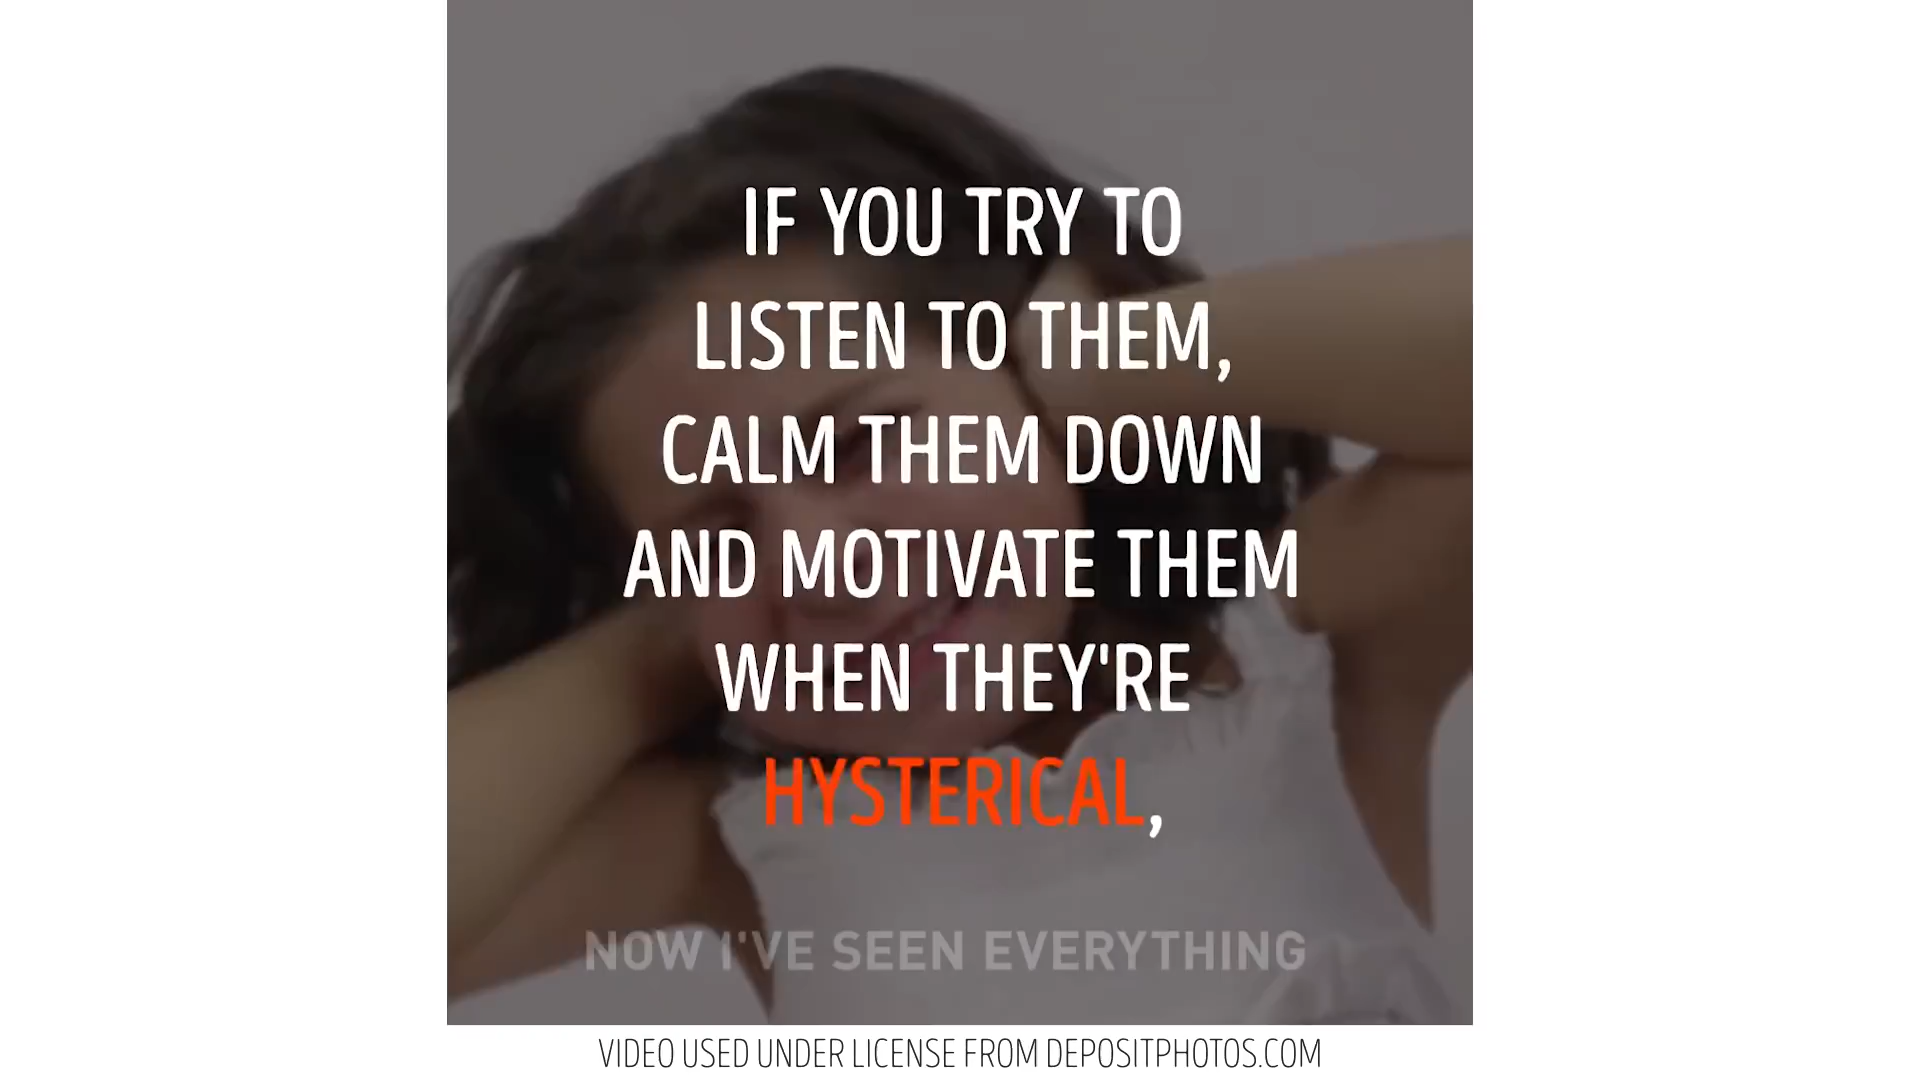 IF YOU TRY TO
LISTEN TO THEM,
CALM THEM DOWN
AND MOTIVATE THEM
WHEN THEY'RE
HYSTERICAL,
NOW I'VE SEEN EVERYTHING
VIDEO USED UNDER LICENSE FROM DEPOSITPHOTOS.COM